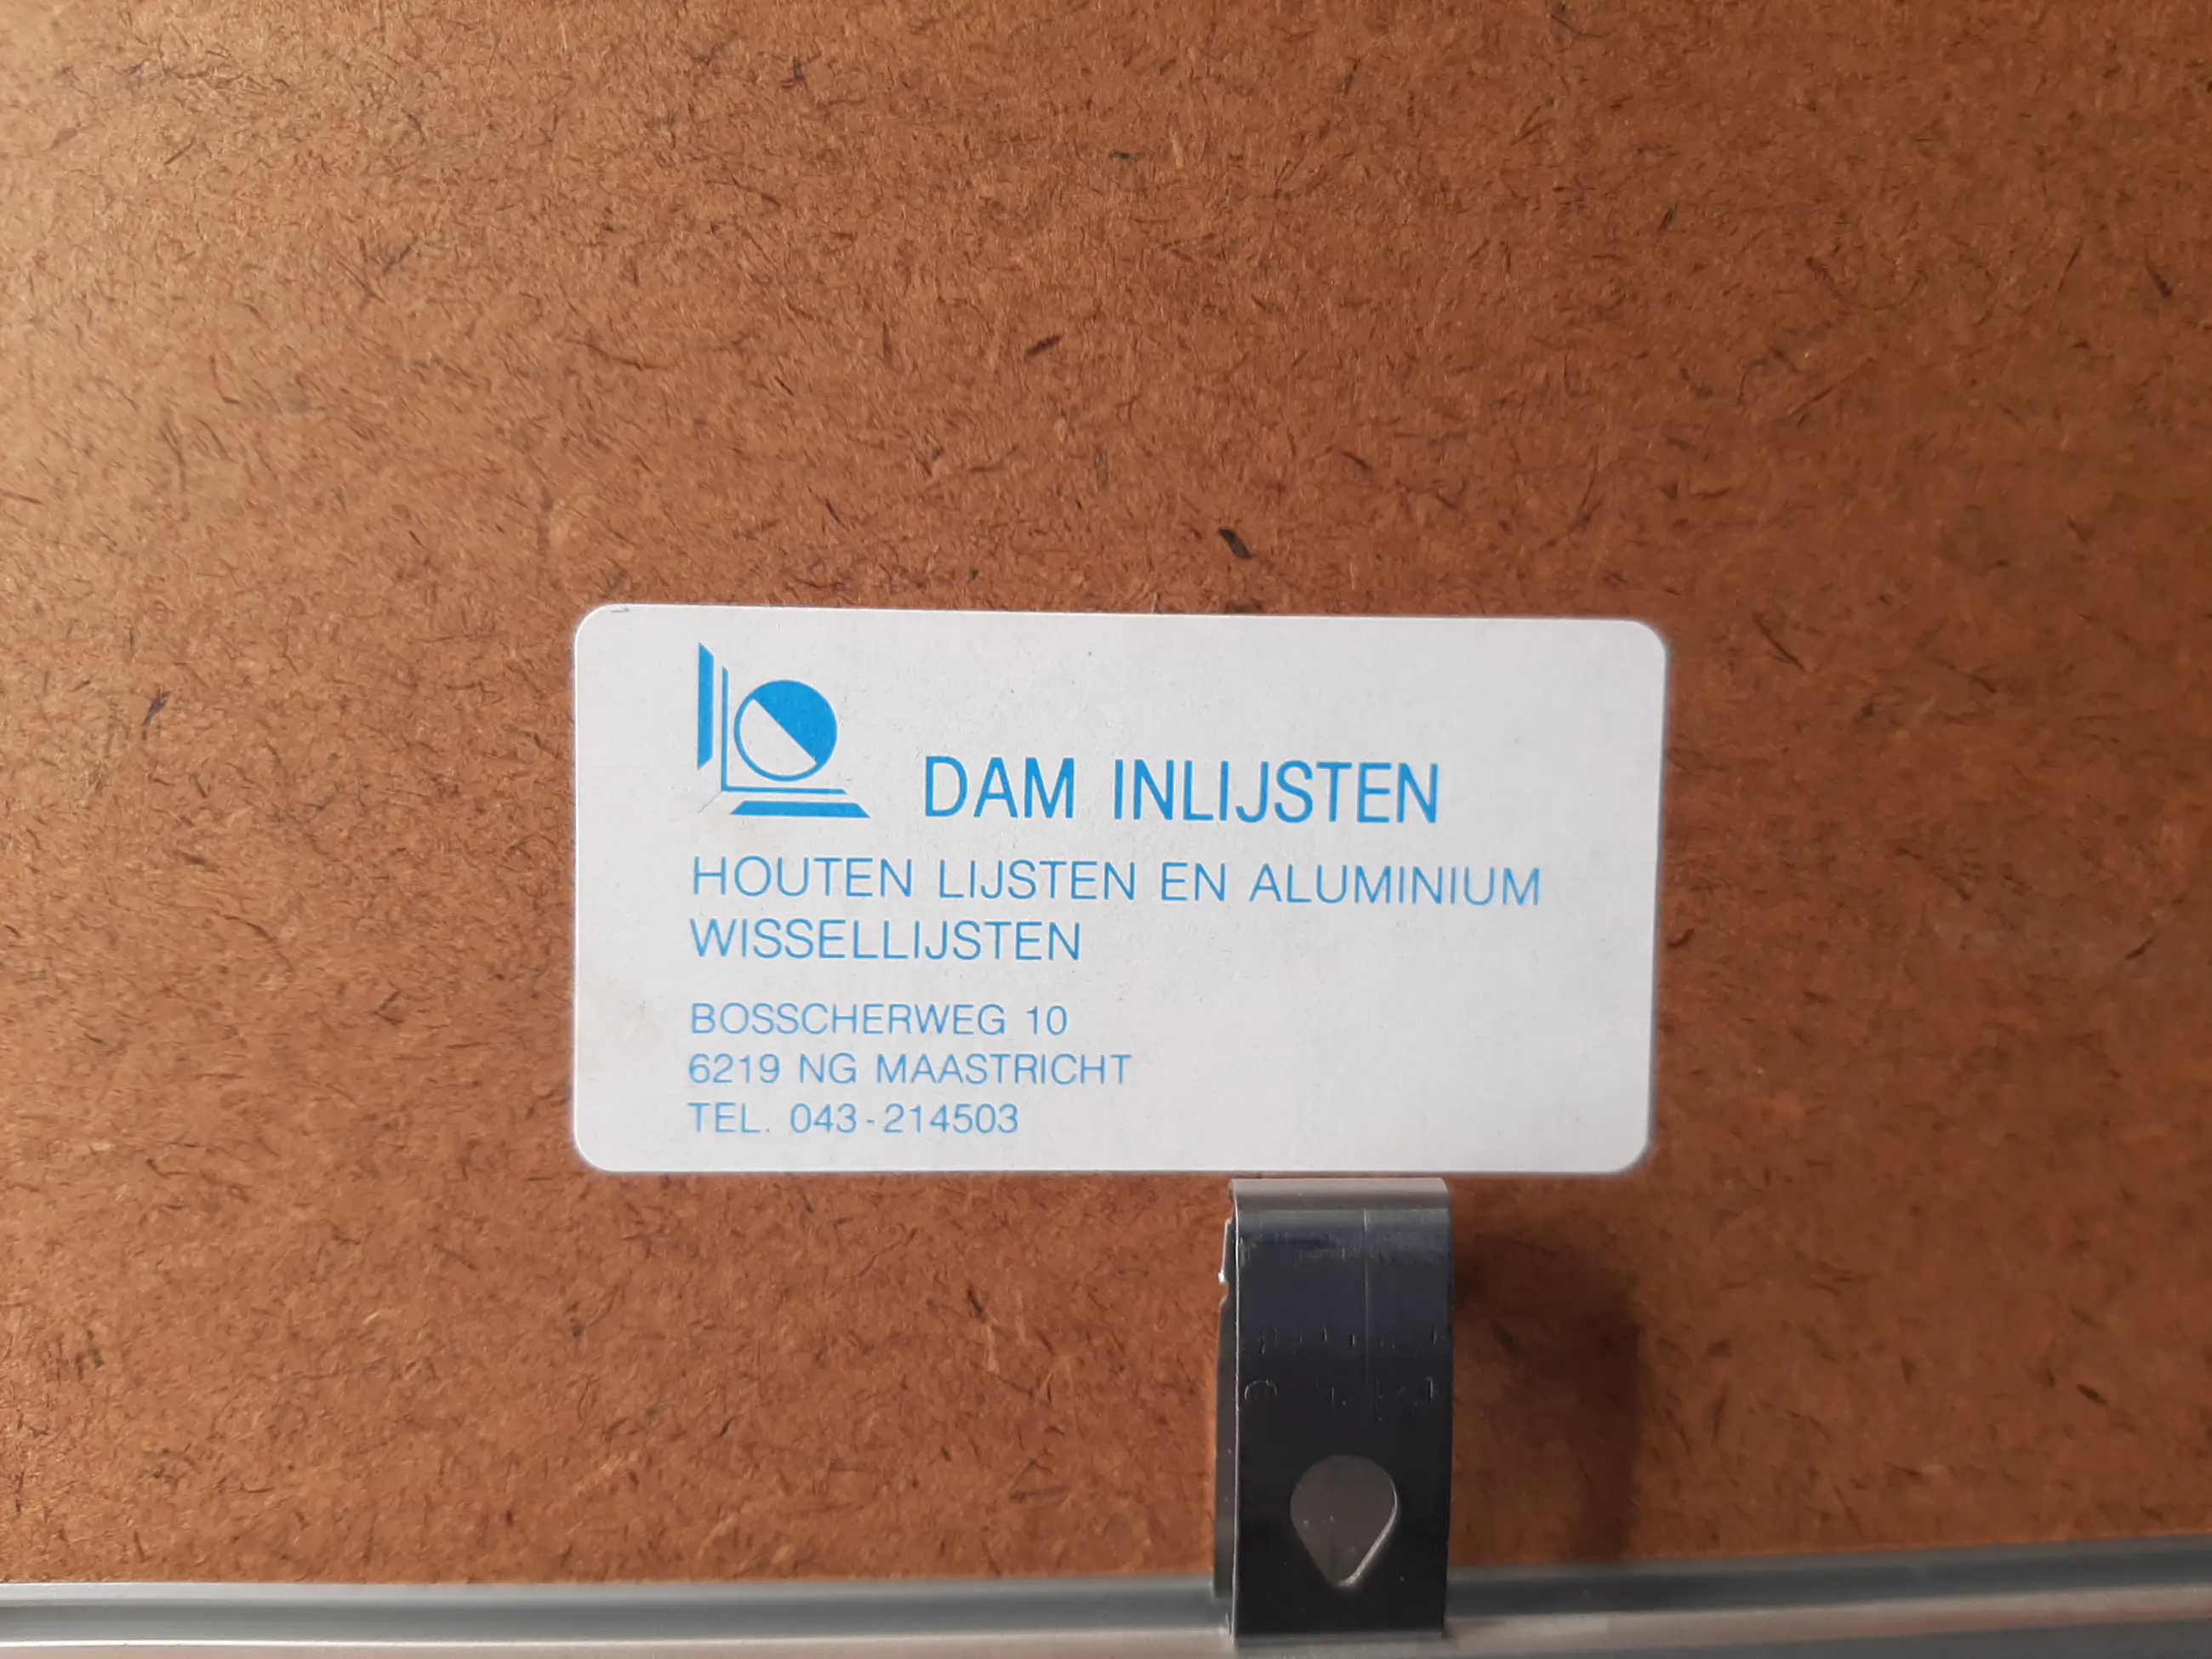 DAM INLIJSTEN
HOUTEN LIJSTEN EN ALUMINIUM
WISSELLIJSTEN
BOSSCHERWEG 10
6219 NG MAASTRICHT
TEL. 043-214503